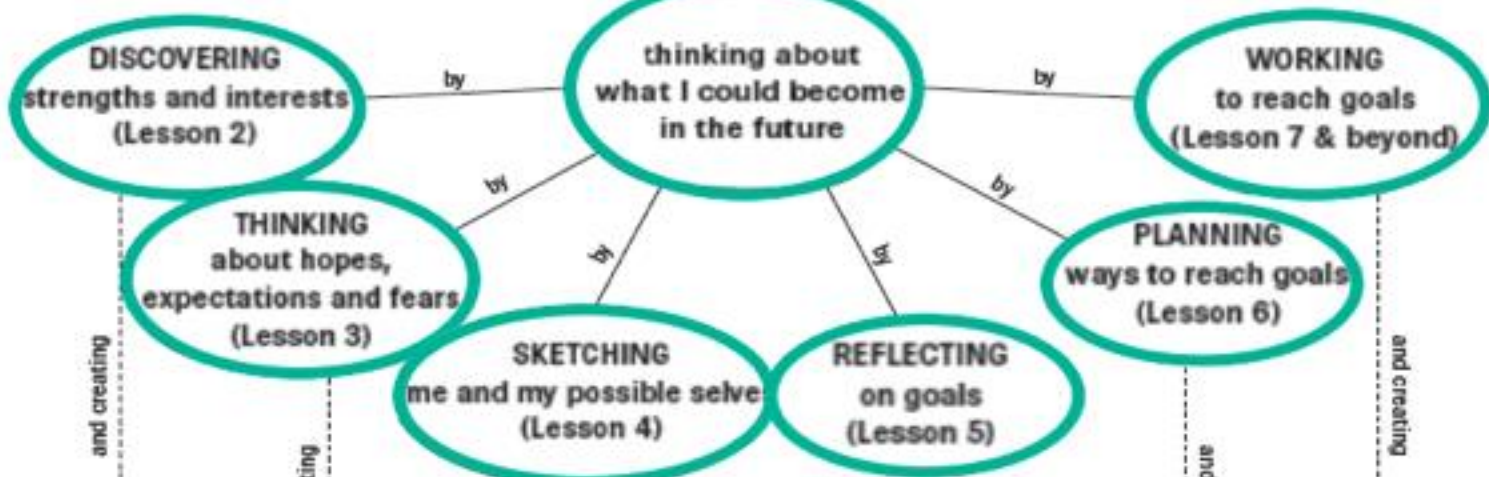 thinking about
what I could become
in the future
by
DISCOVERING
strengths and interests
(Lesson 2)
by
THINKING
about hopes,
expectations and fears
(Lesson 3)
by
SKETCHING
me and my possible selve
(Lesson 4)
by
REFLECTING
on goals
(Lesson 5)
by
PLANNING
ways to reach goals
(Lesson 6)
by
WORKING
to reach goals
(Lesson 7 & beyond)
and creating
ting
and
and creating